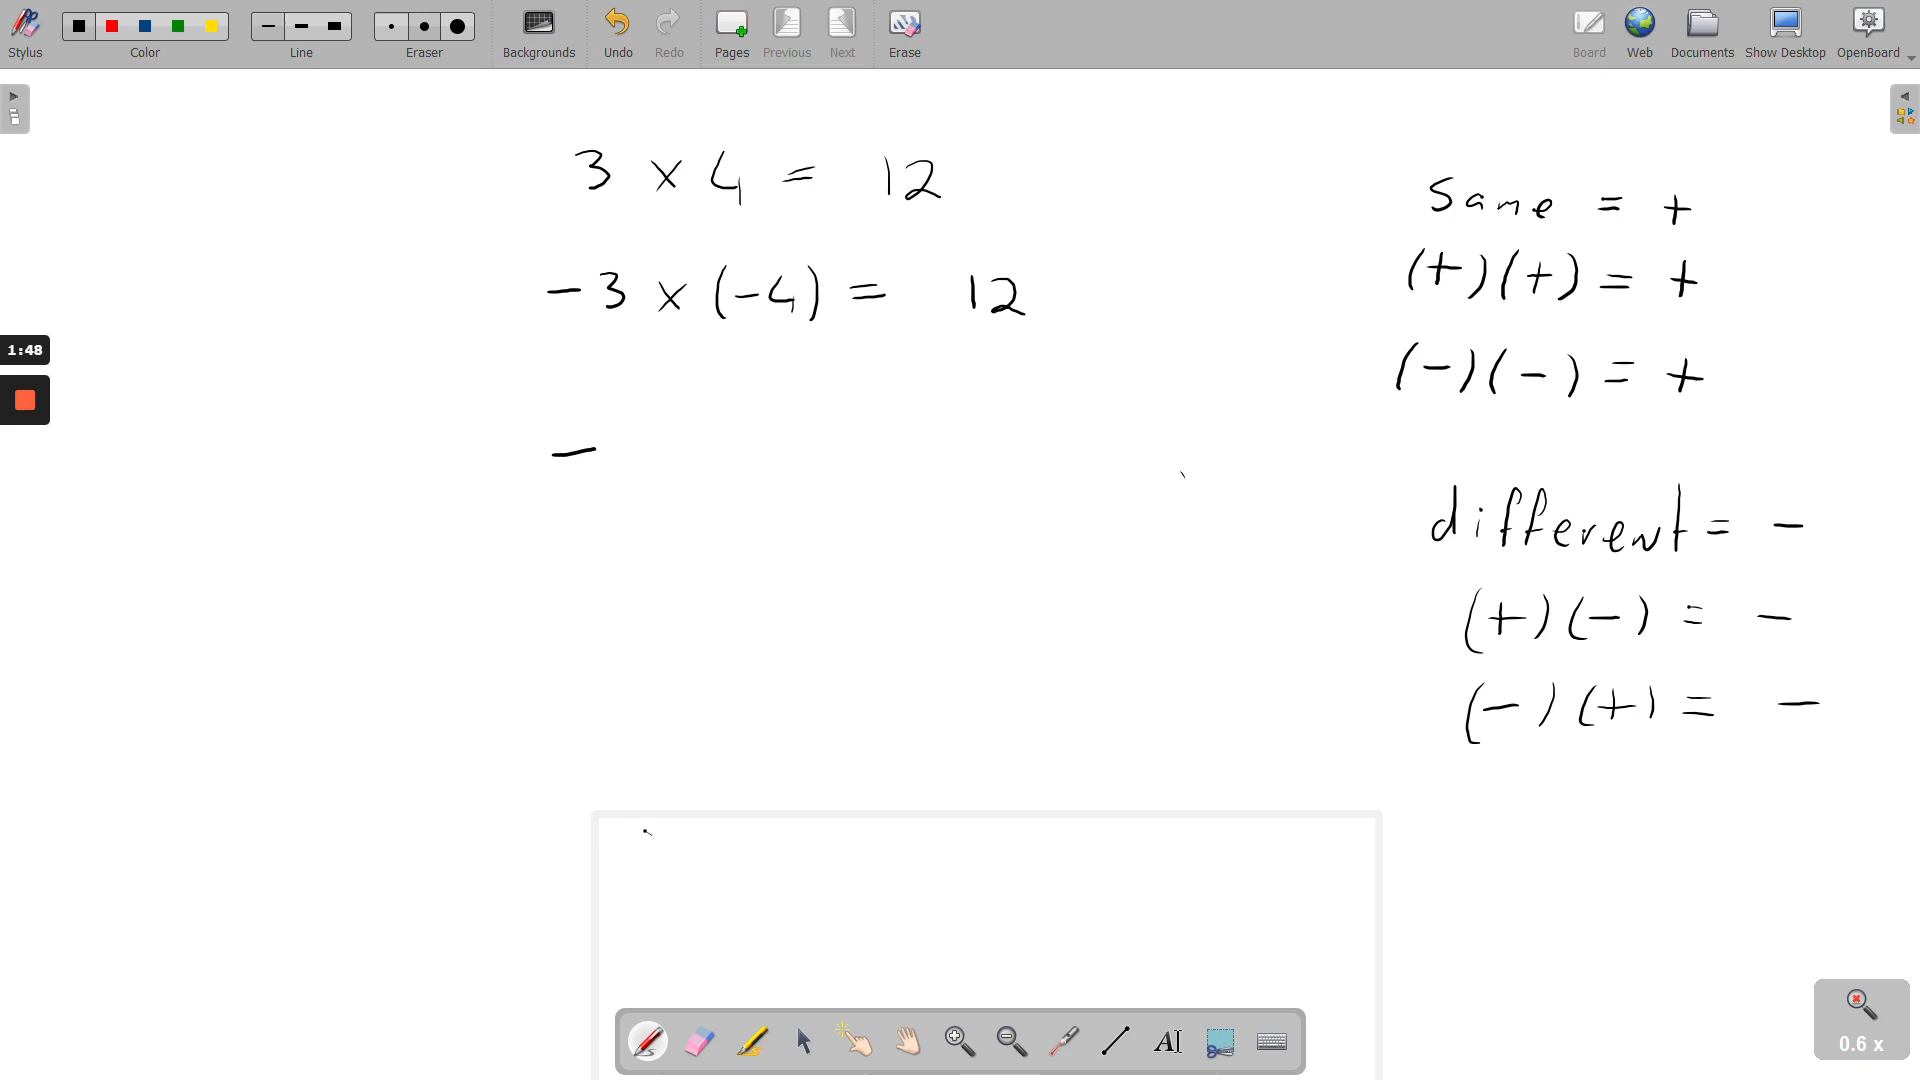 Stylus Color Line Eraser Backgrounds Undo Redo Pages Previous Next Erase Board Web Documents Show Desktop OpenBoard
3 × 4 = 12
-3 × (-4) = 12
-
1:48
same = +
(+)(+) = +
(-)(-) = +
different = -
(+)(-) = -
(-)(+) = -
AI
0.6 x